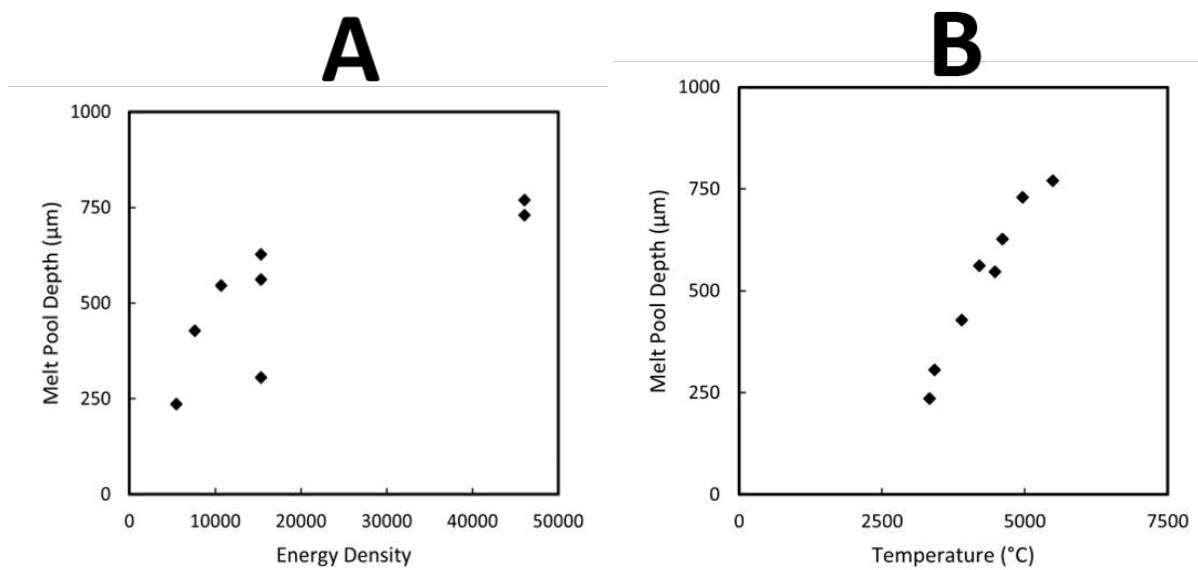 A
1000
750
500
250
0
0 10000 20000 30000 40000 50000
Melt Pool Depth (μm)
Energy Density
B
1000
750
500
250
0
0 2500 5000 7500
Melt Pool Depth (μm)
Temperature (°C)